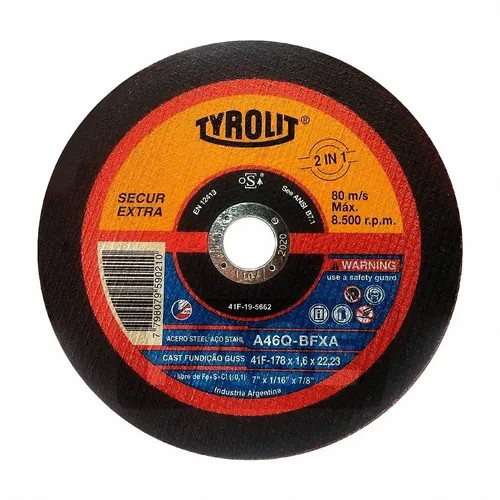 TYROLIT®
2 IN 1
SECUR
EXTRA
EN 12413
oSA
See ANSI B7.1
80 m/s
Máx.
8.500 r.p.m.
2020
WARNING
use a safety guard
7 798079 590210
41F-19-5662
ACERO STEEL ACO STAHL A46Q-BFXA
CAST FUNDIÇÃO GUSS 41F-178 x 1,6 x 22,23
Libre de Fe+S+Cl (≤0,1) 7" x 1/16" x 7/8"
Industria Argentina